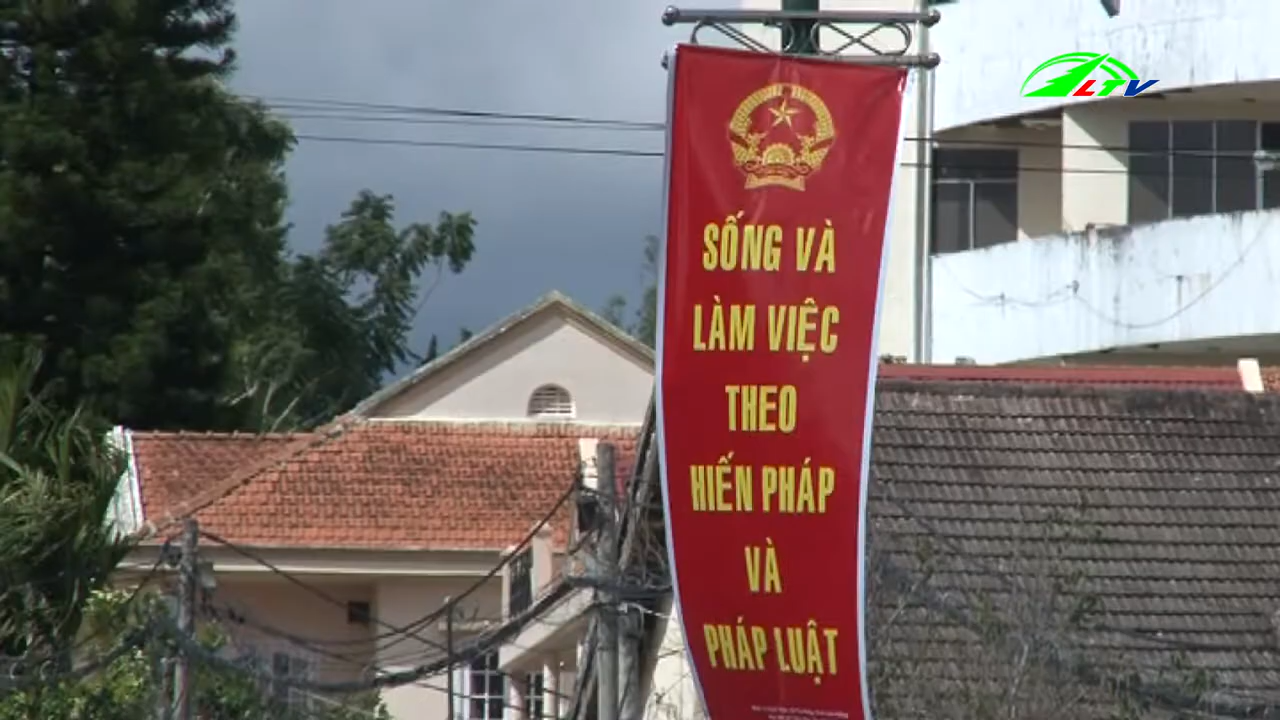 LTV
SỐNG VÀ
LÀM VIỆC
THEO
HIẾN PHÁP
VÀ
PHÁP LUẬT